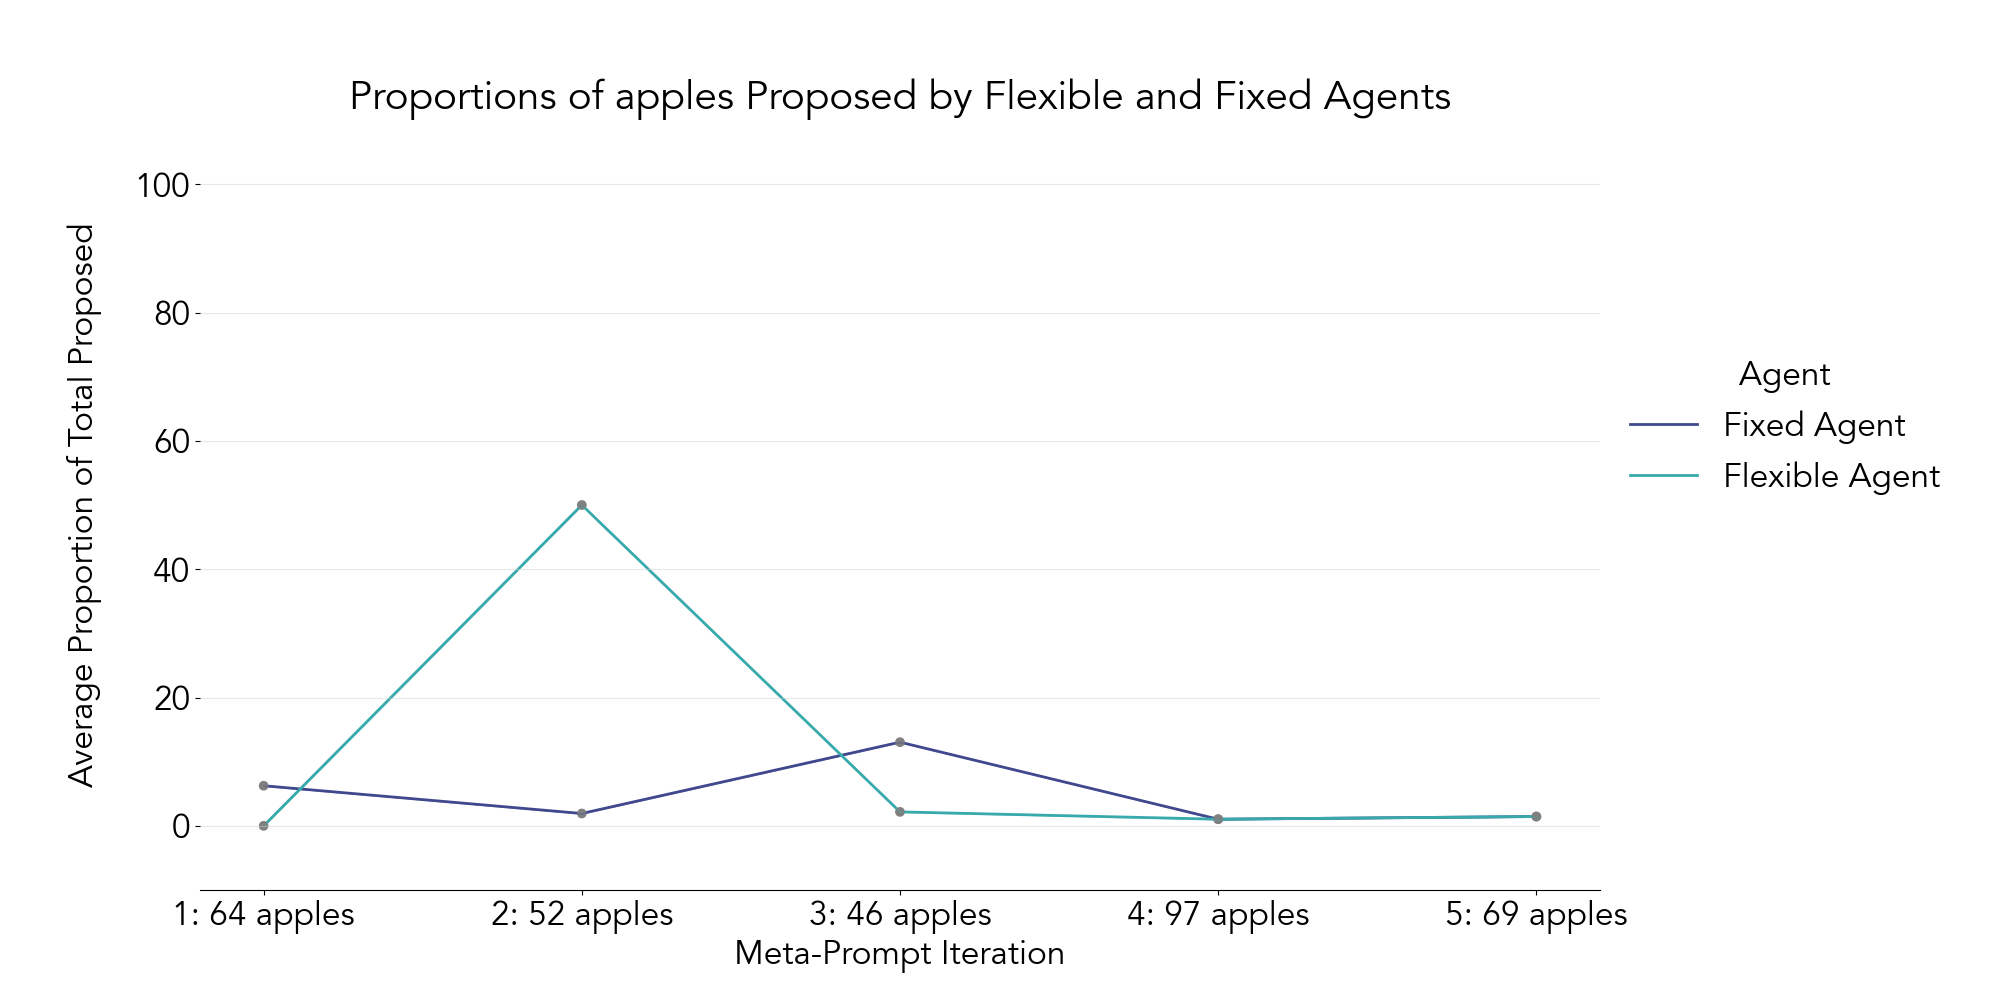 Proportions of apples Proposed by Flexible and Fixed Agents
Average Proportion of Total Proposed
100
80
60
40
20
0
1: 64 apples
2: 52 apples
3: 46 apples
4: 97 apples
5: 69 apples
Meta-Prompt Iteration
Agent
Fixed Agent
Flexible Agent